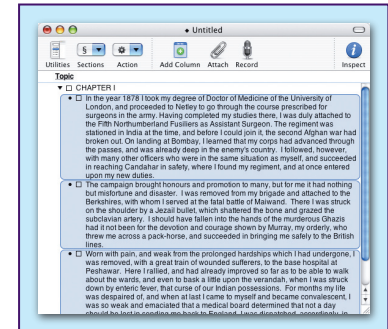 Untitled
Utilities Sections Action Add Column Attach Record Inspect
Topic
CHAPTER I
In the year 1878 I took my degree of Doctor of Medicine of the University of
London, and proceeded to Netley to go through the course prescribed for
surgeons in the army. Having completed my studies there, I was duly attached to
the Fifth Northumberland Fusiliers as Assistant Surgeon. The regiment was
stationed in India at the time, and before I could join it, the second Afghan war had
broken out. On landing at Bombay, I learned that my corps had advanced through
the passes, and was already deep in the enemy's country. I followed, however,
with many other officers who were in the same situation as myself, and succeeded
in reaching Candahar in safety, where I found my regiment, and at once entered
upon my new duties.
The campaign brought honours and promotion to many, but for me it had nothing
but misfortune and disaster. I was removed from my brigade and attached to the
Berkshires, with whom I served at the fatal battle of Maiwand. There I was struck
on the shoulder by a Jezail bullet, which shattered the bone and grazed the
subclavian artery. I should have fallen into the hands of the murderous Ghazis
had it not been for the devotion and courage shown by Murray, my orderly, who
threw me across a pack-horse, and succeeded in bringing me safely to the British
lines.
Worn with pain, and weak from the prolonged hardships which I had undergone, I
was removed, with a great train of wounded sufferers, to the base hospital at
Peshawar. Here I rallied, and had already improved so far as to be able to walk
about the wards, and even to bask a little upon the verandah, when I was struck
down by enteric fever, that curse of our Indian possessions. For months my life
was despaired of, and when at last I came to myself and became convalescent, I
was so weak and emaciated that a medical board determined that not a day
should be lost in sending me back to England. I was dispatched, accordingly, in